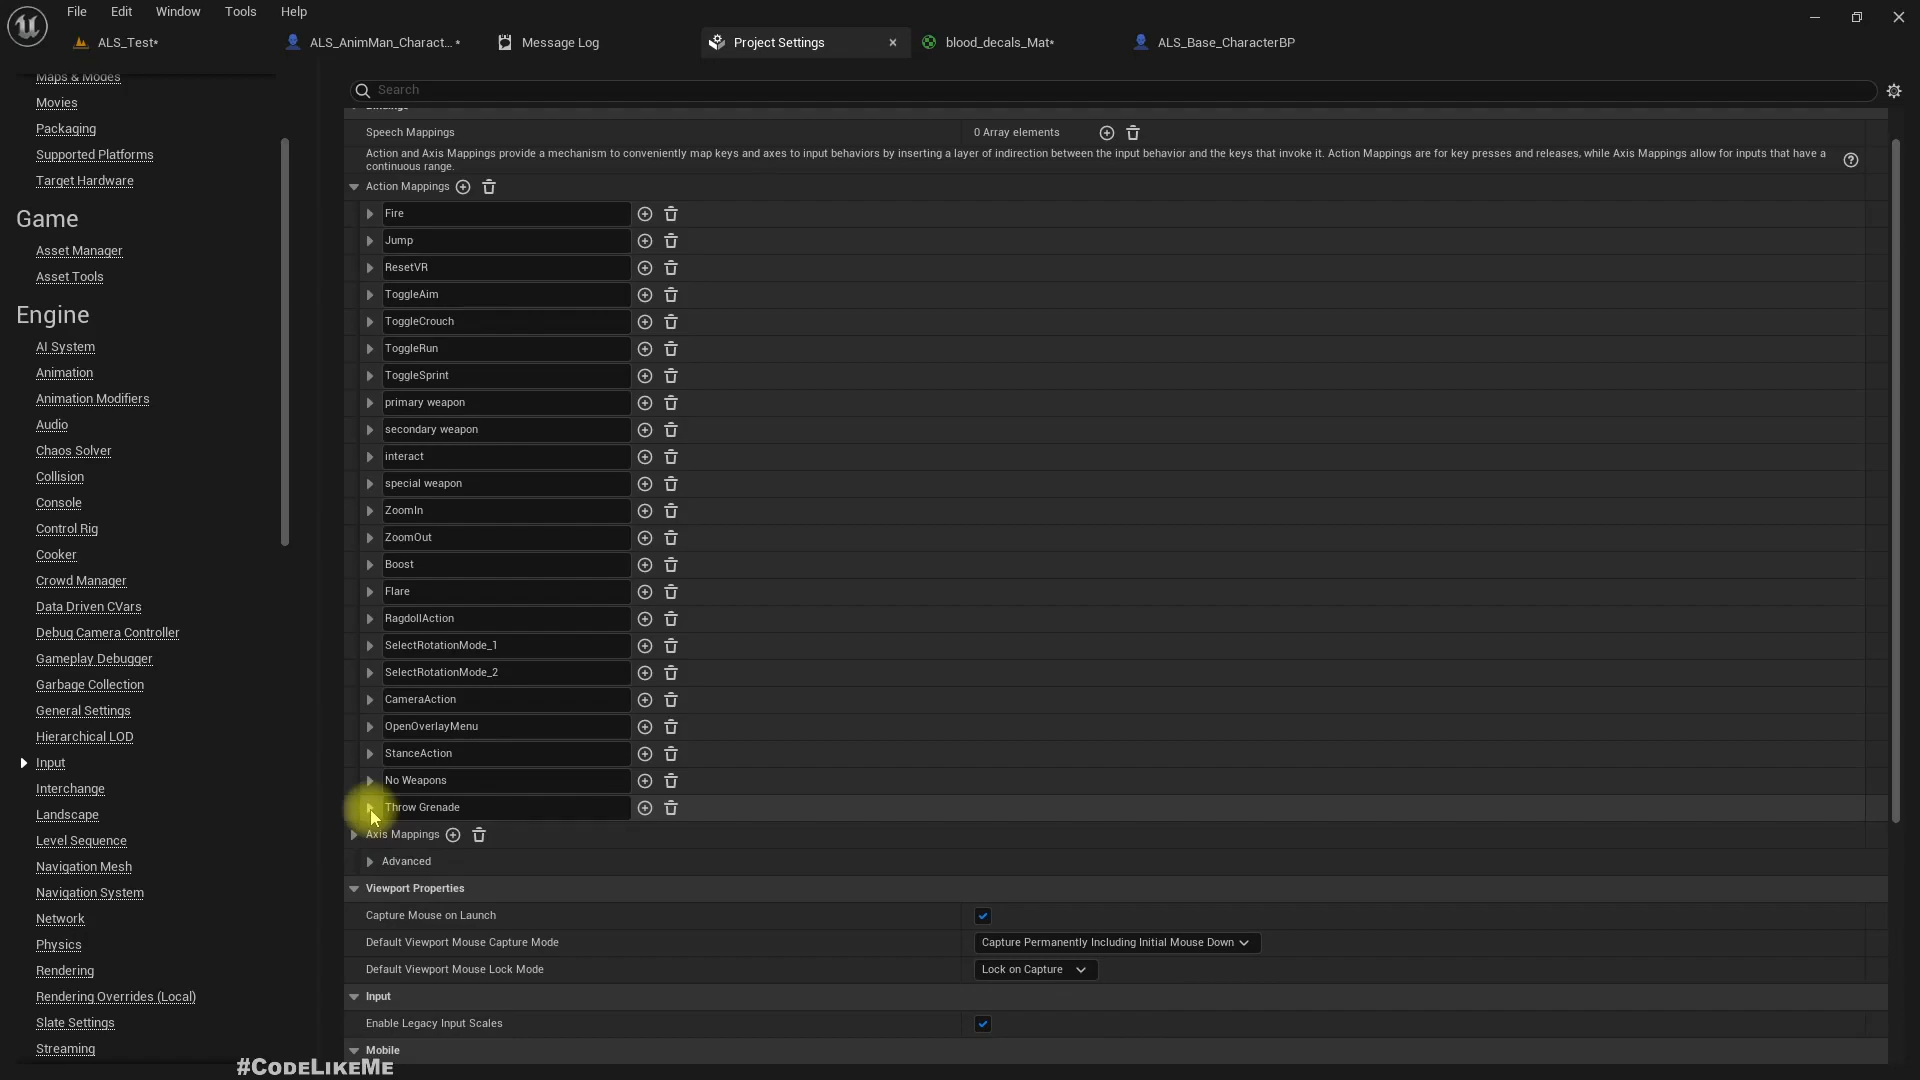 File Edit Window Tools Help
ALS_Test* ALS_AnimMan_Charact... * Message Log Project Settings blood_decals_Mat* ALS_Base_CharacterBP
Maps & Modes
Movies
Packaging
Supported Platforms
Target Hardware
Game
Asset Manager
Asset Tools
Engine
AI System
Animation
Animation Modifiers
Audio
Chaos Solver
Collision
Console
Control Rig
Cooker
Crowd Manager
Data Driven CVars
Debug Camera Controller
Gameplay Debugger
Garbage Collection
General Settings
Hierarchical LOD
Input
Interchange
Landscape
Level Sequence
Navigation Mesh
Navigation System
Network
Physics
Rendering
Rendering Overrides (Local)
Slate Settings
Streaming
Search
Bindings
Speech Mappings 0 Array elements
Action and Axis Mappings provide a mechanism to conveniently map keys and axes to input behaviors by inserting a layer of indirection between the input behavior and the keys that invoke it. Action Mappings are for key presses and releases, while Axis Mappings allow for inputs that have a
continuous range.
Action Mappings
Fire
Jump
ResetVR
ToggleAim
ToggleCrouch
ToggleRun
ToggleSprint
primary weapon
secondary weapon
interact
special weapon
ZoomIn
ZoomOut
Boost
Flare
RagdollAction
SelectRotationMode_1
SelectRotationMode_2
CameraAction
OpenOverlayMenu
StanceAction
No Weapons
Throw Grenade
Axis Mappings
Advanced
Viewport Properties
Capture Mouse on Launch
Default Viewport Mouse Capture Mode Capture Permanently Including Initial Mouse Down
Default Viewport Mouse Lock Mode Lock on Capture
Input
Enable Legacy Input Scales
Mobile
#CodeLikeMe